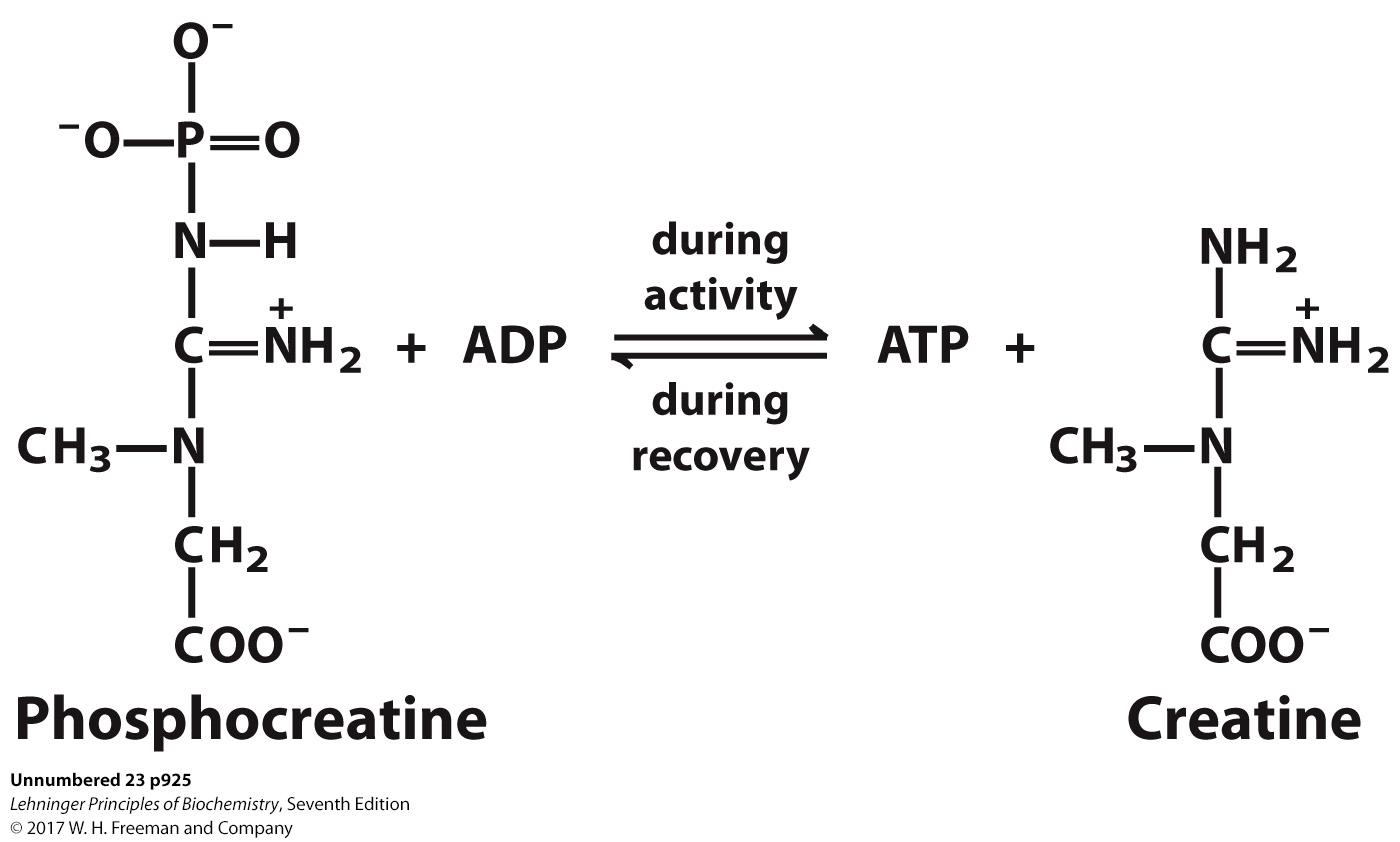 O⁻
⁻O—P=O
N—H
C=NH₂ + ADP
+
CH₃—N
CH₂
COO⁻
Phosphocreatine
during
activity
during
recovery
ATP +
NH₂
+
C=NH₂
CH₃—N
CH₂
COO⁻
Creatine
Unnumbered 23 p925
Lehninger Principles of Biochemistry, Seventh Edition
© 2017 W. H. Freeman and Company